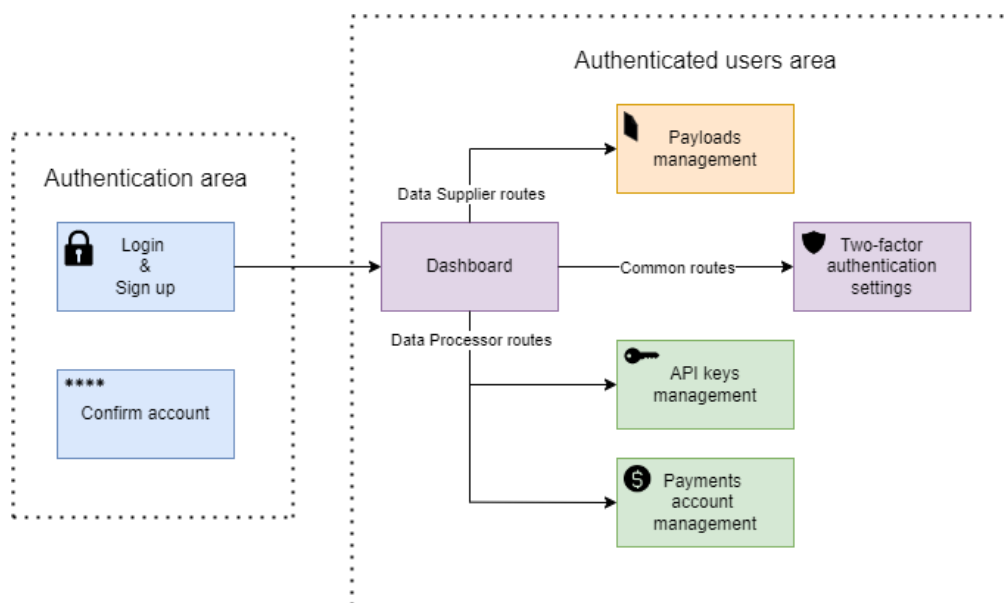 Authenticated users area
Payloads
management
Authentication area
Data Supplier routes
Login
&
Sign up
Dashboard
Common routes
Two-factor
authentication
settings
Data Processor routes
****
Confirm account
API keys
management
$
Payments
account
management